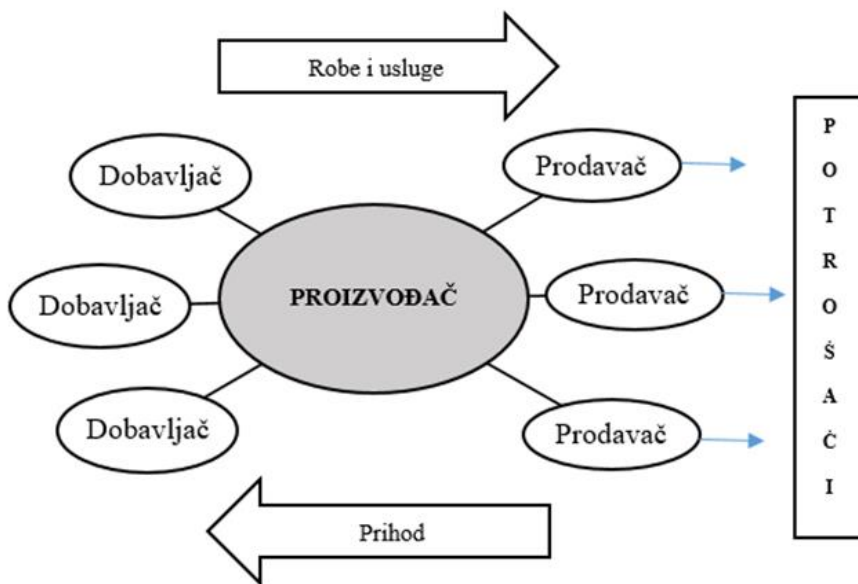 Robe i usluge
Dobavljač
Prodavač
Dobavljač
PROIZVOĐAČ
Prodavač
Dobavljač
Prodavač
Prihod
P
O
T
R
O
Š
A
Č
I